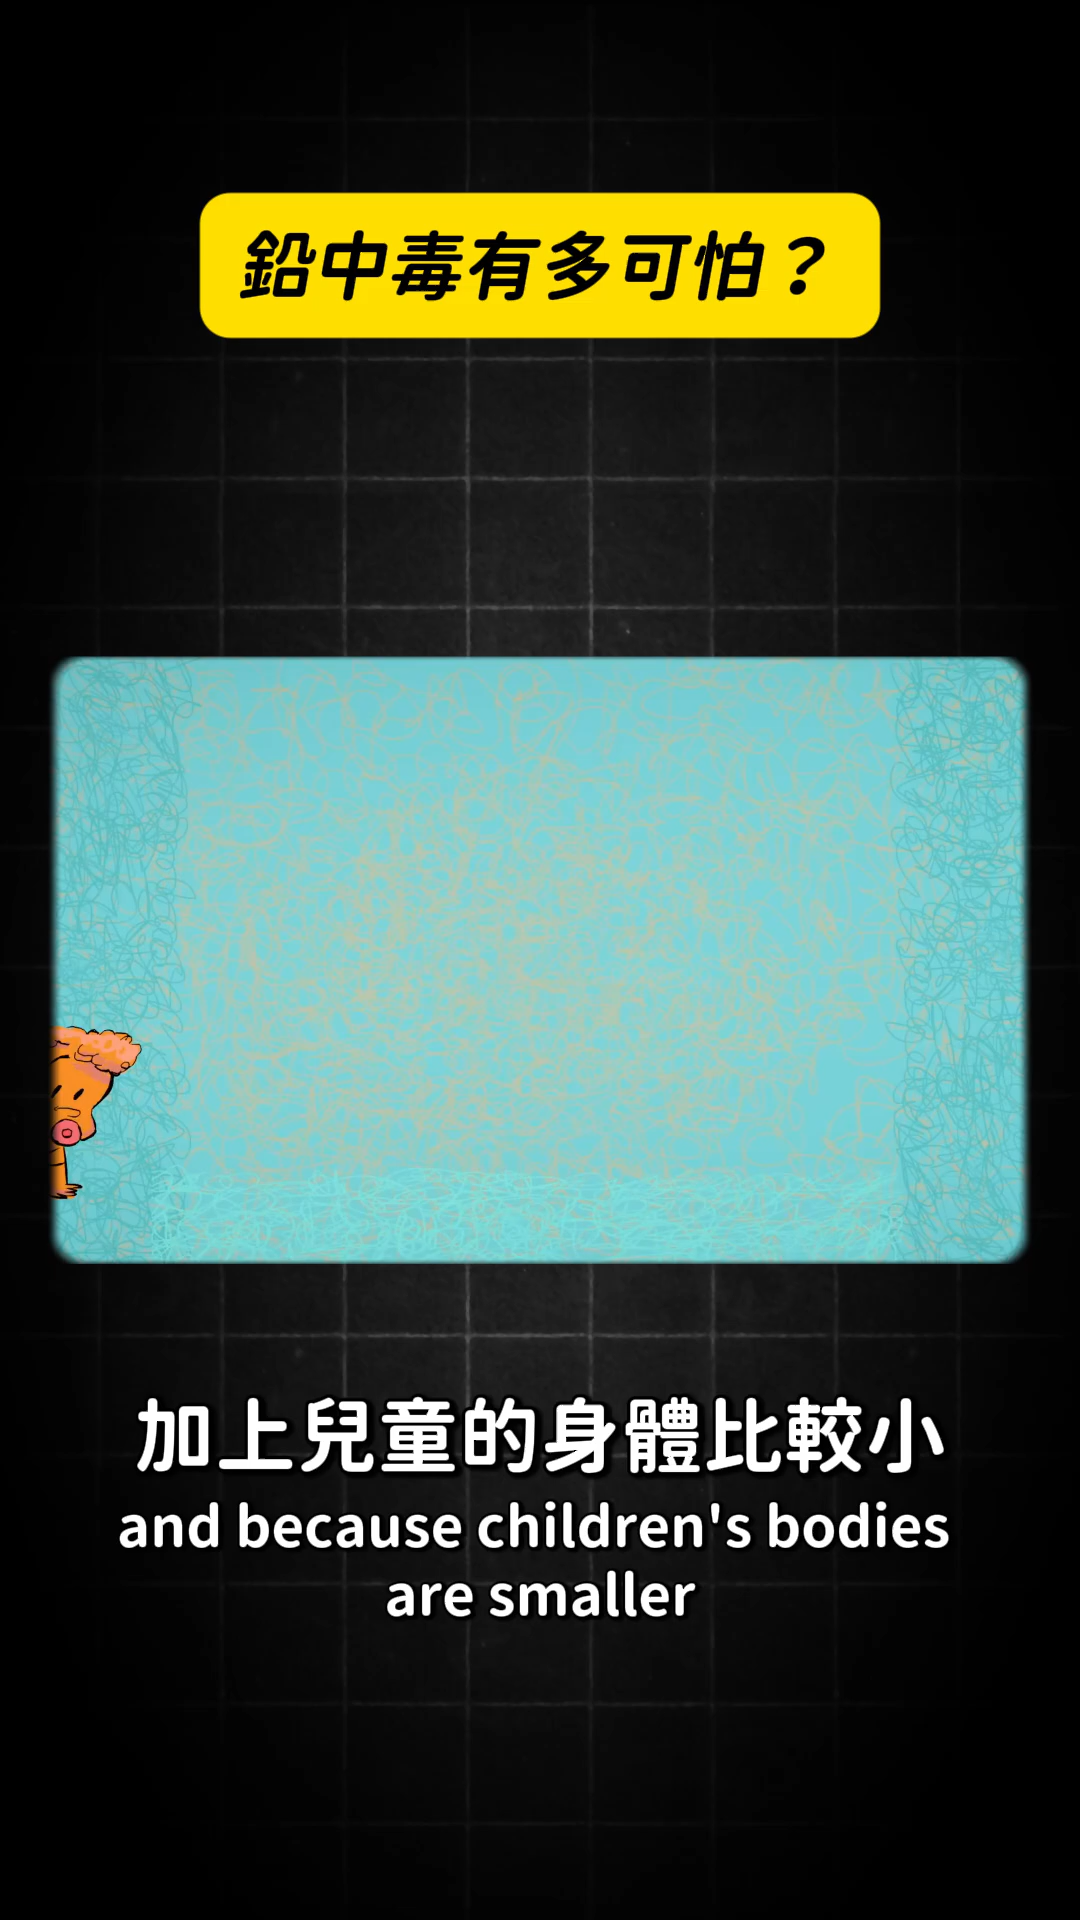 鉛中毒有多可怕？
加上兒童的身體比較小
and because children's bodies
are smaller